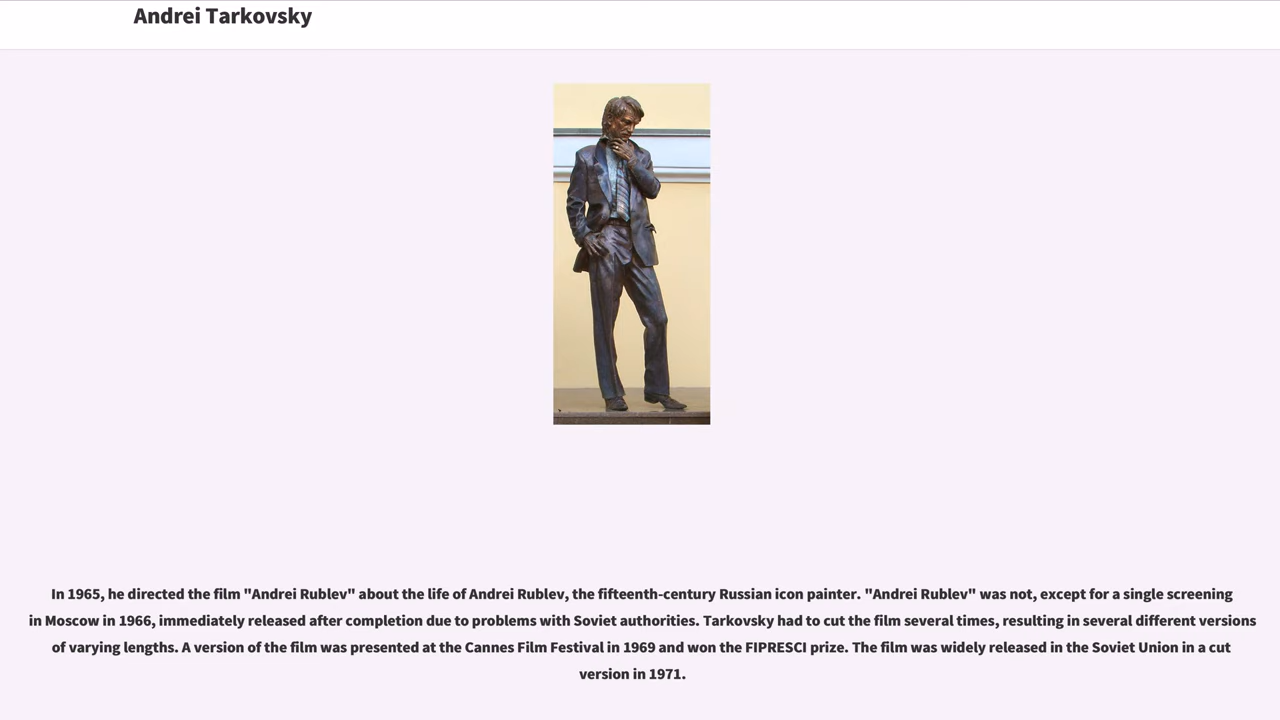 Andrei Tarkovsky
In 1965, he directed the film "Andrei Rublev" about the life of Andrei Rublev, the fifteenth-century Russian icon painter. "Andrei Rublev" was not, except for a single screening
in Moscow in 1966, immediately released after completion due to problems with Soviet authorities. Tarkovsky had to cut the film several times, resulting in several different versions
of varying lengths. A version of the film was presented at the Cannes Film Festival in 1969 and won the FIPRESCI prize. The film was widely released in the Soviet Union in a cut
version in 1971.